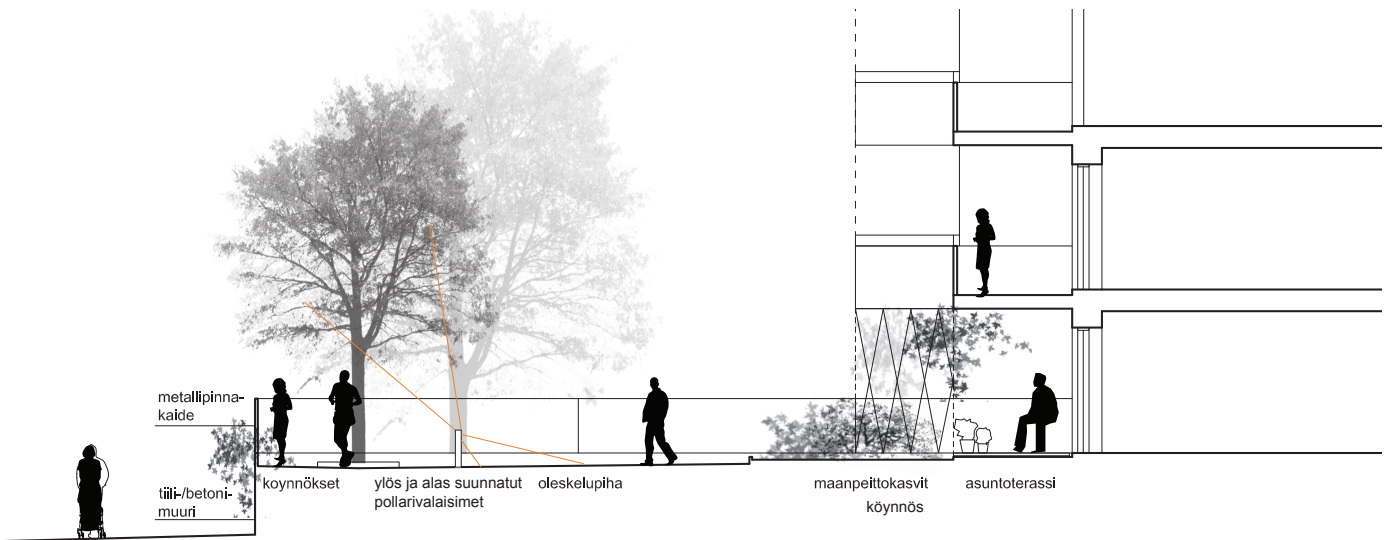 metallipinna-
kaide
tiili-/betoni-
muuri
koynnökset
ylös ja alas suunnatut
pollarivalaisimet
oleskelupiha
maanpeittokasvit
köynnös
asuntoterassi